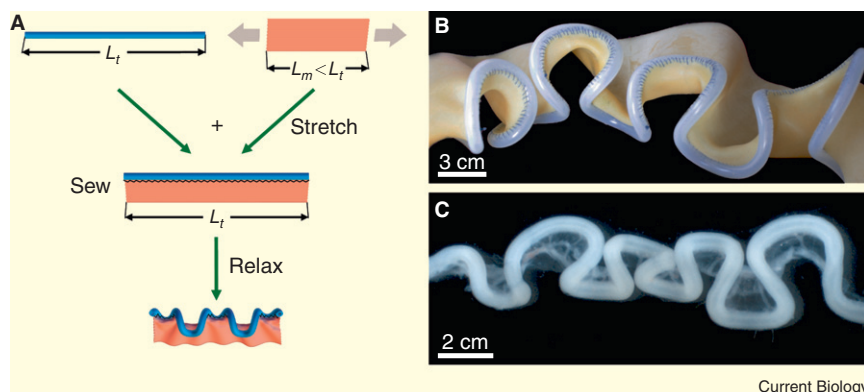 A
L_t
L_m < L_t
+
Stretch
Sew
L_t
Relax
B
3 cm
C
2 cm
Current Biology